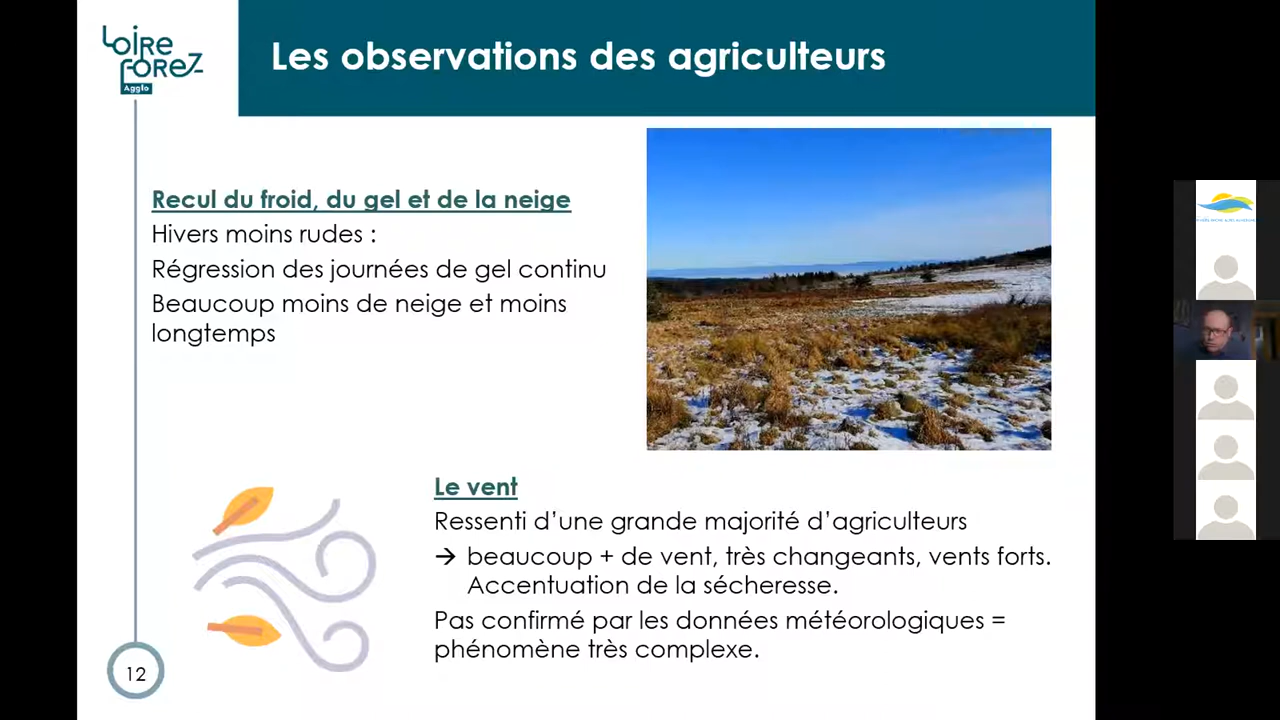 Loire
Forez
Agglo
Les observations des agriculteurs
Recul du froid, du gel et de la neige
Hivers moins rudes :
Régression des journées de gel continu
Beaucoup moins de neige et moins
longtemps
Le vent
Ressenti d’une grande majorité d’agriculteurs
→ beaucoup + de vent, très changeants, vents forts.
Accentuation de la sécheresse.
Pas confirmé par les données météorologiques =
phénomène très complexe.
12